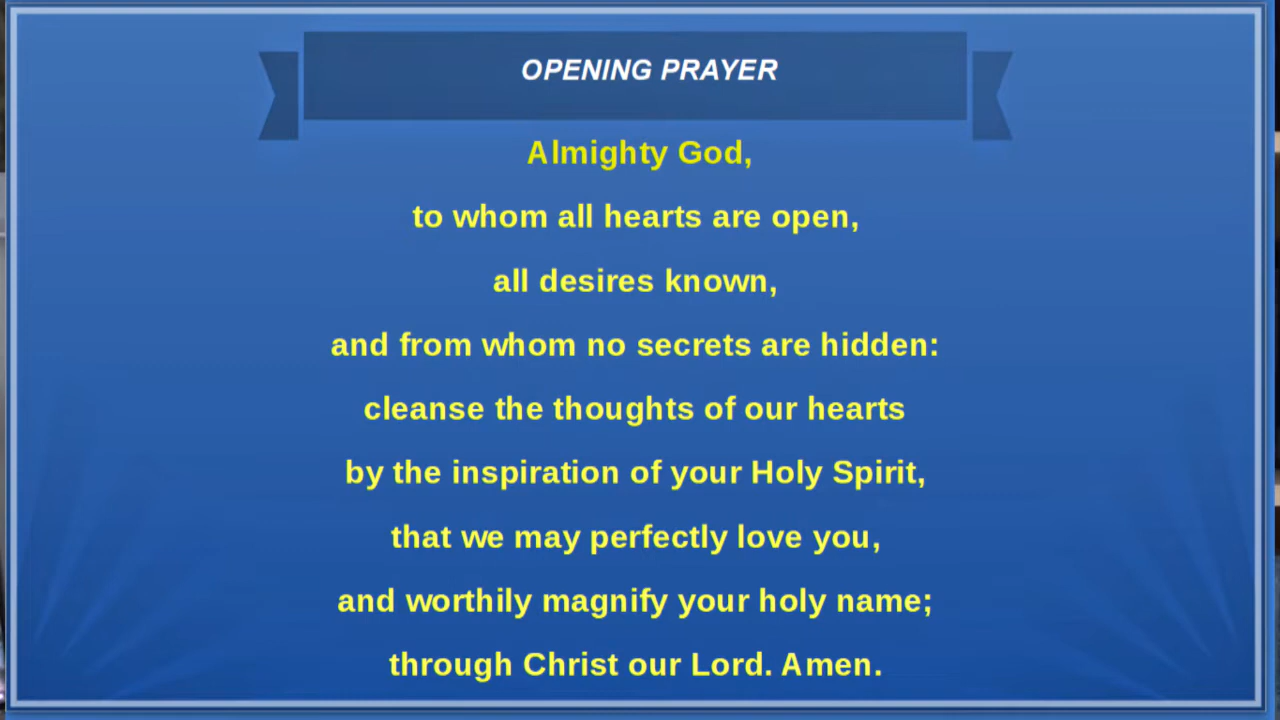 OPENING PRAYER
Almighty God,
to whom all hearts are open,
all desires known,
and from whom no secrets are hidden:
cleanse the thoughts of our hearts
by the inspiration of your Holy Spirit,
that we may perfectly love you,
and worthily magnify your holy name;
through Christ our Lord. Amen.